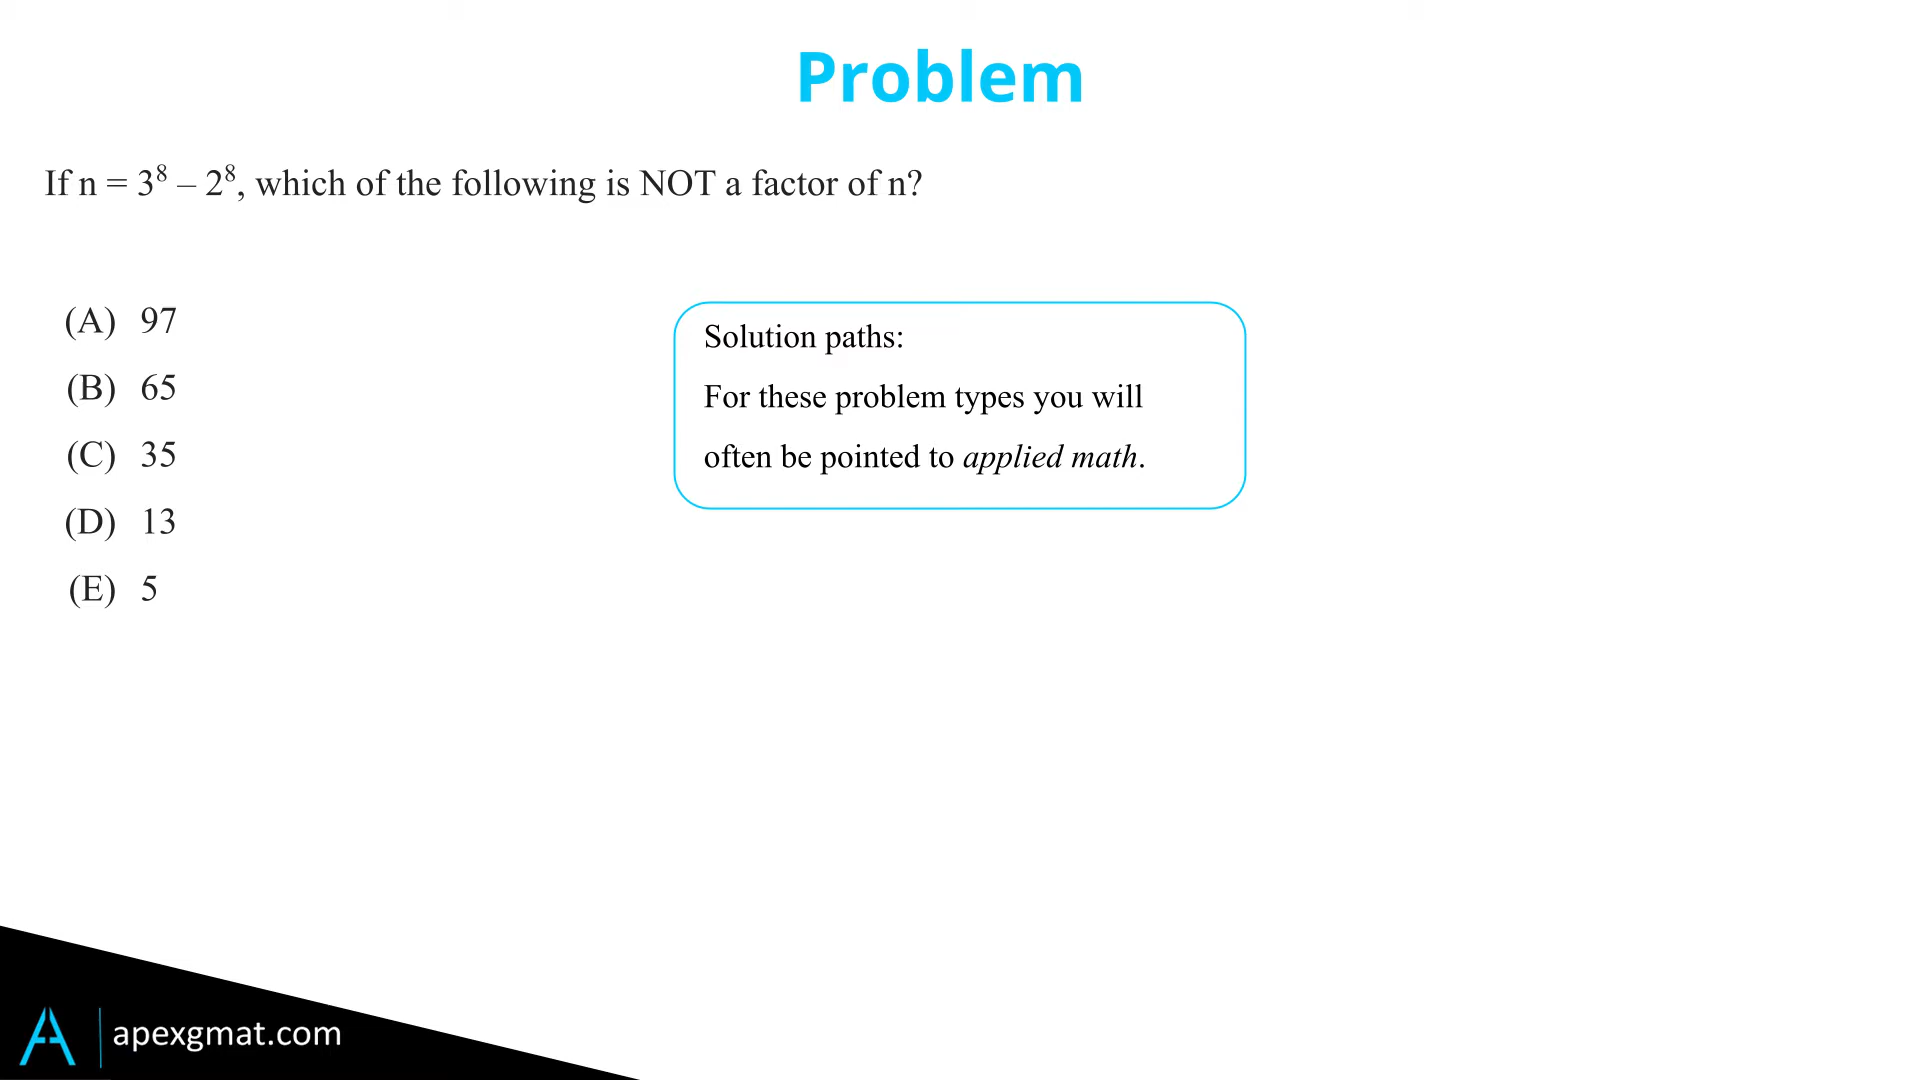 Problem
If n = 3⁸ – 2⁸, which of the following is NOT a factor of n?
(A) 97
(B) 65
(C) 35
(D) 13
(E) 5
Solution paths:
For these problem types you will
often be pointed to applied math.
apexgmat.com